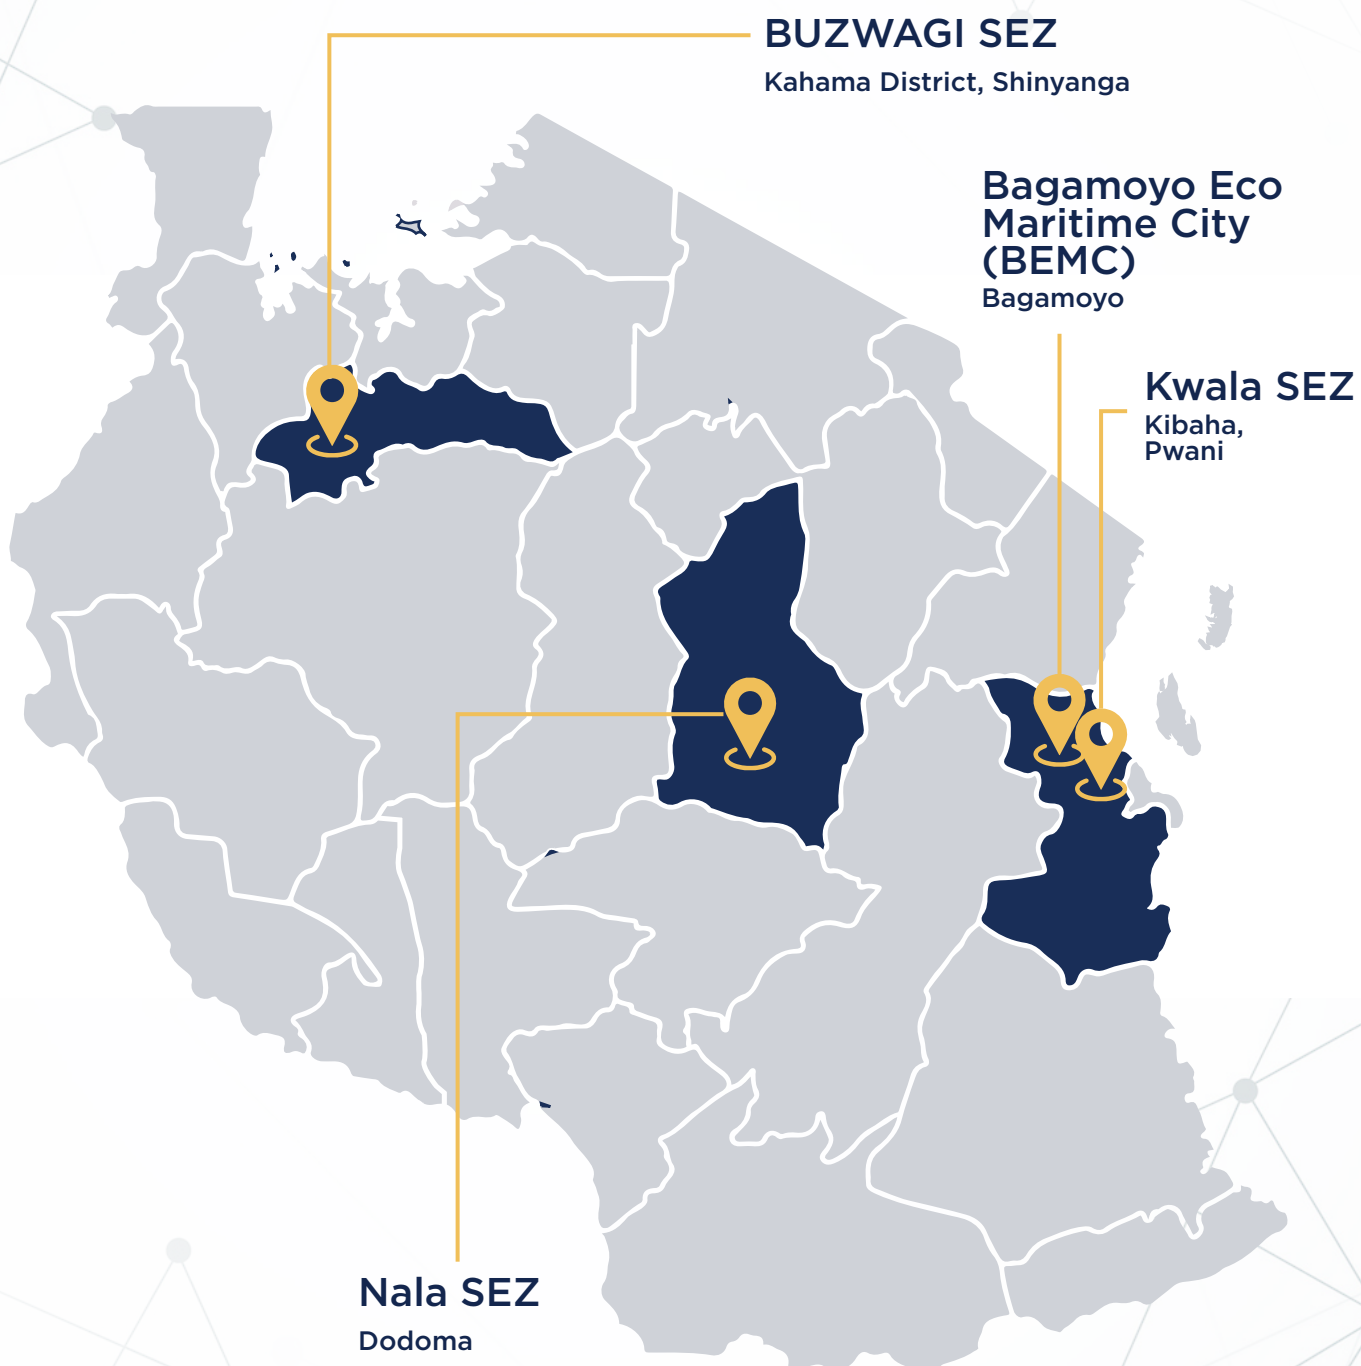 BUZWAGI SEZ
Kahama District, Shinyanga
Bagamoyo Eco
Maritime City
(BEMC)
Bagamoyo
Kwala SEZ
Kibaha,
Pwani
Nala SEZ
Dodoma